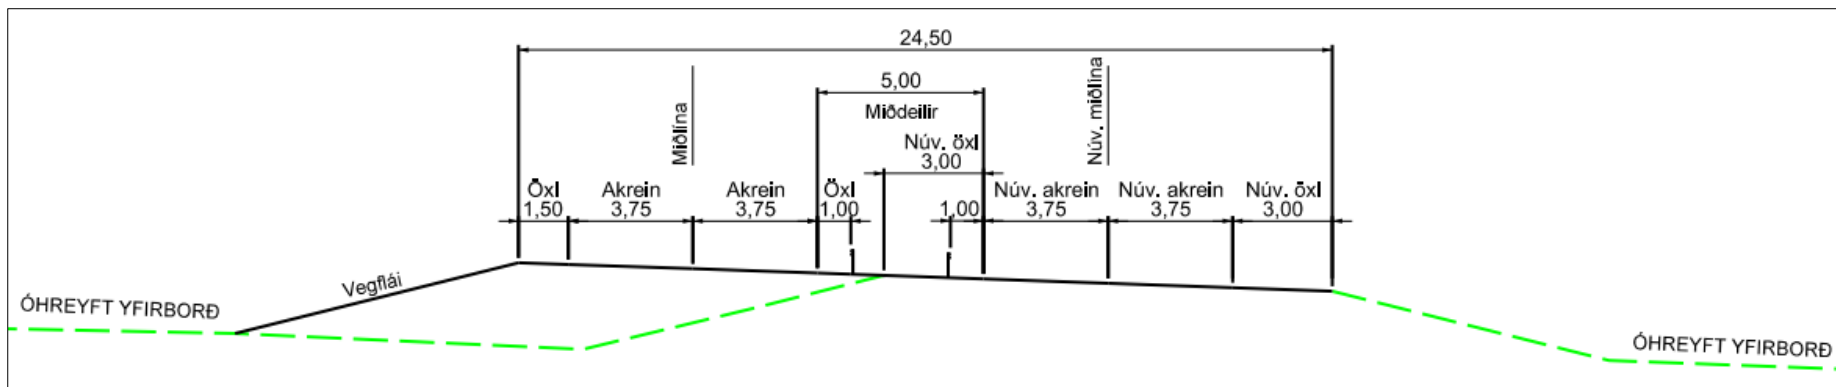 24,50
5,00
Miðdeilir
Miðlína
Núv. miðlína
Núv. öxl
3,00
Öxl Akrein Akrein Öxl Núv. akrein Núv. akrein Núv. öxl
1,50 3,75 3,75 1,00 1,00 3,75 3,75 3,00
Vegflái
ÓHREYFT YFIRBORÐ
ÓHREYFT YFIRBORÐ